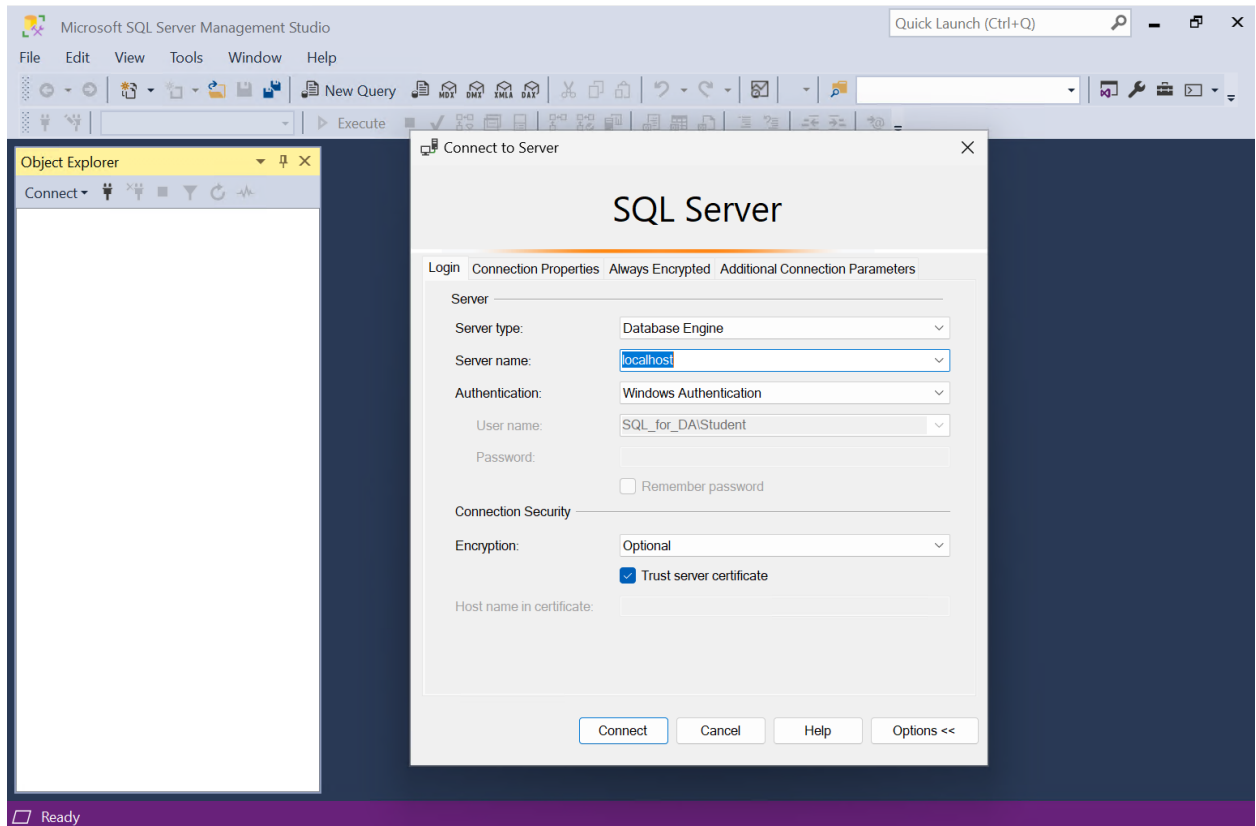 Microsoft SQL Server Management Studio
Quick Launch (Ctrl+Q)
File Edit View Tools Window Help
New Query MDX DMX XMLA DAX
Execute
Object Explorer
Connect
Connect to Server
SQL Server
Login Connection Properties Always Encrypted Additional Connection Parameters
Server
Server type: Database Engine
Server name: localhost
Authentication: Windows Authentication
User name: SQL_for_DA\Student
Password:
Remember password
Connection Security
Encryption: Optional
Trust server certificate
Host name in certificate:
Connect Cancel Help Options <<
Ready